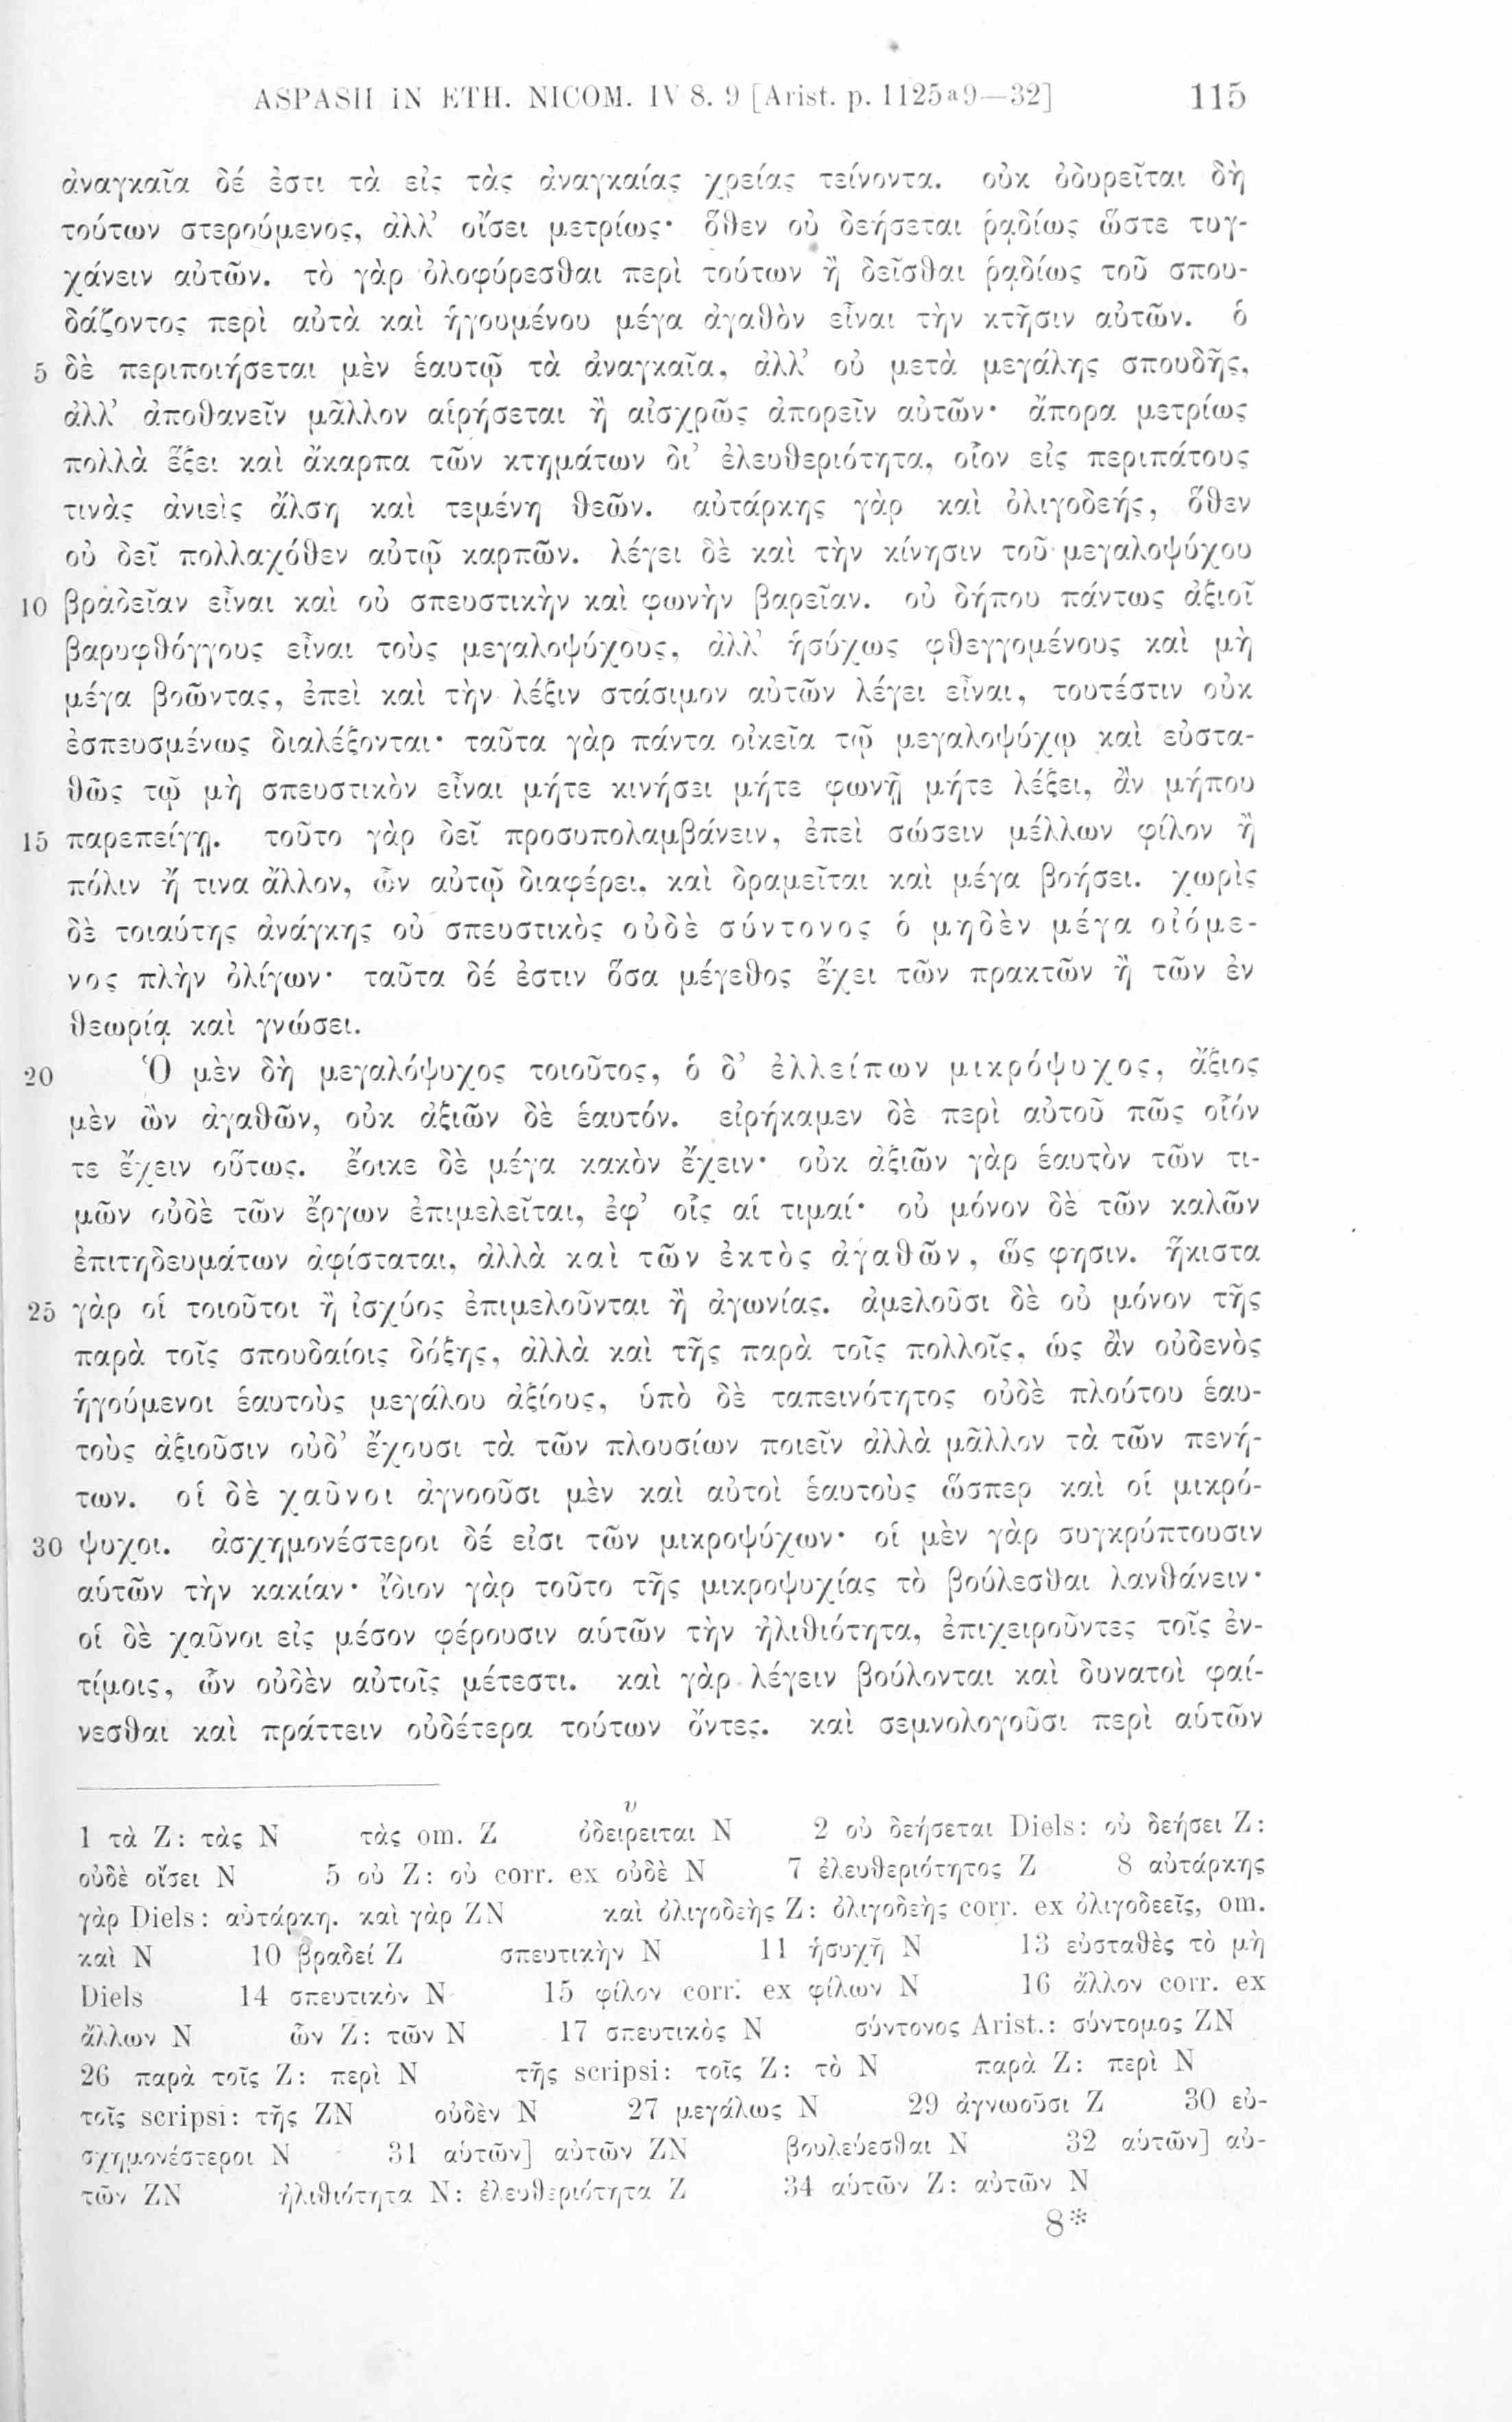 ASPASII IN ETH. NICOM. IV 8. 9 [Arist. p. 1125a9—32] 115
ἀναγκαῖα δέ ἐστι τὰ εἰς τὰς ἀναγκαίας χρείας τείνοντα. οὐκ ὀδυρεῖται δὴ
τούτων στερούμενος, ἀλλ’ οἴσει μετρίως· ὅθεν οὐ δεήσεται ῥᾳδίως ὥστε τυγ-
χάνειν αὐτῶν. τὸ γὰρ ὀλοφύρεσθαι περὶ τούτων ἢ δεῖσθαι ῥᾳδίως τοῦ σπου-
δάζοντος περὶ αὐτὰ καὶ ἡγουμένου μέγα ἀγαθὸν εἶναι τὴν κτῆσιν αὐτῶν. ὁ
5 δὲ περιποιήσεται μὲν ἑαυτῷ τὰ ἀναγκαῖα, ἀλλ’ οὐ μετὰ μεγάλης σπουδῆς,
ἀλλ’ ἀποθανεῖν μᾶλλον αἱρήσεται ἢ αἰσχρῶς ἀπορεῖν αὐτῶν· ἄπορα μετρίως
πολλὰ ἕξει καὶ ἄκαρπα τῶν κτημάτων δι’ ἐλευθεριότητα, οἷον εἰς περιπάτους
τινὰς ἀνιεὶς ἄλση καὶ τεμένη θεῶν. αὐτάρκης γὰρ καὶ ὀλιγοδεής, ὅθεν
οὐ δεῖ πολλαχόθεν αὐτῷ καρπῶν. λέγει δὲ καὶ τὴν κίνησιν τοῦ μεγαλοψύχου
10 βραδεῖαν εἶναι καὶ οὐ σπευστικὴν καὶ φωνὴν βαρεῖαν. οὐ δήπου πάντως ἀξιοῖ
βαρυφθόγγους εἶναι τοὺς μεγαλοψύχους, ἀλλ’ ἡσύχως φθεγγομένους καὶ μὴ
μέγα βοῶντας, ἐπεὶ καὶ τὴν λέξιν στάσιμον αὐτῶν λέγει εἶναι, τουτέστιν οὐκ
ἐσπευσμένως διαλέξονται· ταῦτα γὰρ πάντα οἰκεῖα τῷ μεγαλοψύχῳ καὶ εὐστα-
θῶς τῷ μὴ σπευστικὸν εἶναι μήτε κινήσει μήτε φωνῇ μήτε λέξει, ἂν μήπου
15 παρεπείγῃ. τοῦτο γὰρ δεῖ προσυπολαμβάνειν, ἐπεὶ σώσειν μέλλων φίλον ἢ
πόλιν ἤ τινα ἄλλον, ὧν αὐτῷ διαφέρει, καὶ δραμεῖται καὶ μέγα βοήσει. χωρὶς
δὲ τοιαύτης ἀνάγκης οὐ σπευστικὸς οὐδὲ σύντονος ὁ μηδὲν μέγα οἰόμε-
νος πλὴν ὀλίγων· ταῦτα δέ ἐστιν ὅσα μέγεθος ἔχει τῶν πρακτῶν ἢ τῶν ἐν
θεωρίᾳ καὶ γνώσει.
20 Ὁ μὲν δὴ μεγαλόψυχος τοιοῦτος, ὁ δ’ ἐλλείπων μικρόψυχος, ἄξιος
μὲν ὢν ἀγαθῶν, οὐκ ἀξιῶν δὲ ἑαυτόν. εἰρήκαμεν δὲ περὶ αὐτοῦ πῶς οἷόν
τε ἔχειν οὕτως. ἔοικε δὲ μέγα κακὸν ἔχειν· οὐκ ἀξιῶν γὰρ ἑαυτὸν τῶν τι-
μῶν οὐδὲ τῶν ἔργων ἐπιμελεῖται, ἐφ’ οἷς αἱ τιμαί· οὐ μόνον δὲ τῶν καλῶν
ἐπιτηδευμάτων ἀφίσταται, ἀλλὰ καὶ τῶν ἐκτὸς ἀγαθῶν, ὥς φησιν. ἥκιστα
25 γὰρ οἱ τοιοῦτοι ἢ ἰσχύος ἐπιμελοῦνται ἢ ἀγωνίας. ἀμελοῦσι δὲ οὐ μόνον τῆς
παρὰ τοῖς σπουδαίοις δόξης, ἀλλὰ καὶ τῆς παρὰ τοῖς πολλοῖς, ὡς ἂν οὐδενὸς
ἡγούμενοι ἑαυτοὺς μεγάλου ἀξίους, ὑπὸ δὲ ταπεινότητος οὐδὲ πλούτου ἑαυ-
τοὺς ἀξιοῦσιν οὐδ’ ἔχουσι τὰ τῶν πλουσίων ποιεῖν ἀλλὰ μᾶλλον τὰ τῶν πενή-
των. οἱ δὲ χαῦνοι ἀγνοοῦσι μὲν καὶ αὐτοὶ ἑαυτοὺς ὥσπερ καὶ οἱ μικρό-
30 ψυχοι. ἀσχημονέστεροι δέ εἰσι τῶν μικροψύχων· οἱ μὲν γὰρ συγκρύπτουσιν
αὑτῶν τὴν κακίαν· ἴδιον γὰρ τοῦτο τῆς μικροψυχίας τὸ βούλεσθαι λανθάνειν·
οἱ δὲ χαῦνοι εἰς μέσον φέρουσιν αὑτῶν τὴν ἠλιθιότητα, ἐπιχειροῦντες τοῖς ἐν-
τίμοις, ὧν οὐδὲν αὐτοῖς μέτεστι. καὶ γὰρ λέγειν βούλονται καὶ δυνατοὶ φαί-
νεσθαι καὶ πράττειν οὐδέτερα τούτων ὄντες. καὶ σεμνολογοῦσι περὶ αὑτῶν
1 τὰ Z: τὰς N τὰς om. Z ὀδειρειται N υ 2 οὐ δεήσεται Diels: οὐ δεήσει Z:
οὐδὲ οἴσει N 5 οὐ Z: οὐ corr. ex οὐδὲ N 7 ἐλευθεριότητος Z 8 αὐτάρκης
γὰρ Diels: αὐτάρκη. καὶ γὰρ ZN καὶ ὀλιγοδεὴς Z: ὀλιγοδεὴς corr. ex ὀλιγοδεεῖς, om.
καὶ N 10 βραδεί Z σπευτικὴν N 11 ἡσυχῆ N 13 εὐσταθὲς τὸ μὴ
Diels 14 σπευτικὸν N 15 φίλον corr. ex φίλων N 16 ἄλλον corr. ex
ἄλλων N ὧν Z: τῶν N 17 σπευτικὸς N σύντονος Arist.: σύντομος ZN
26 παρὰ τοῖς Z: περὶ N τῆς scripsi: τοῖς Z: τὸ N παρὰ Z: περὶ N
τοῖς scripsi: τῆς ZN οὐδὲν N 27 μεγάλως N 29 ἀγνωοῦσι Z 30 εὐ-
σχημονέστεροι N 31 αὑτῶν] αὐτῶν ZN βουλεύεσθαι N 32 αὑτῶν] αὐ-
τῶν ZN ἠλιθιότητα N: ἐλευθεριότητα Z 34 αὑτῶν Z: αὐτῶν N
8*